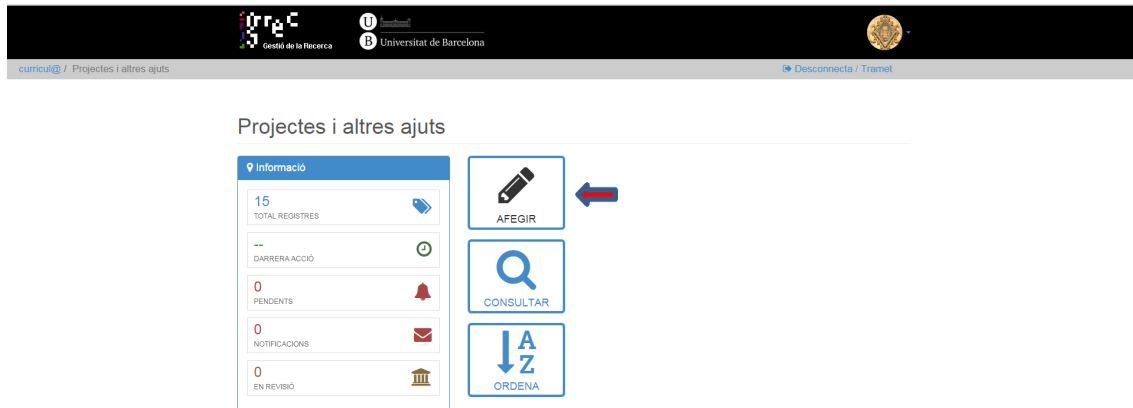 grec
Gestió de la Recerca
U
B Universitat de Barcelona
curricul@ / Projectes i altres ajuts
Desconnecta / Tramet
Projectes i altres ajuts
Informació
15
TOTAL REGISTRES
--
DARRERA ACCIÓ
0
PENDENTS
0
NOTIFICACIONS
0
EN REVISIÓ
AFEGIR
CONSULTAR
A
Z
ORDENA